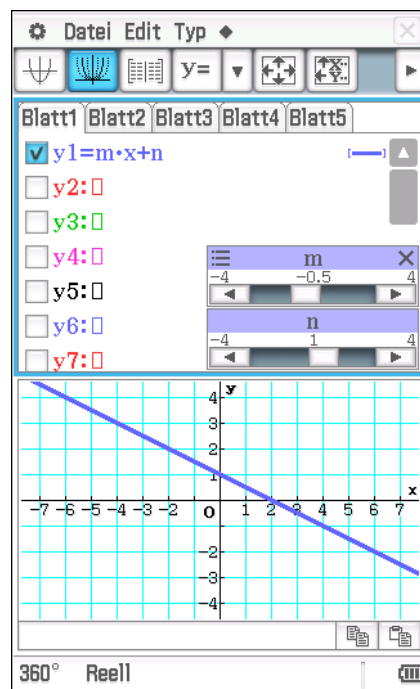 Datei Edit Typ ◆
y=
Blatt1 Blatt2 Blatt3 Blatt4 Blatt5
y1=m·x+n
y2:▯
y3:▯
y4:▯
y5:▯
y6:▯
y7:▯
m
-4 -0.5 4
n
-4 1 4
y
4
3
2
1
x
-7 -6 -5 -4 -3 -2 O 1 2 3 4 5 6 7
-2
-3
-4
360° Reell